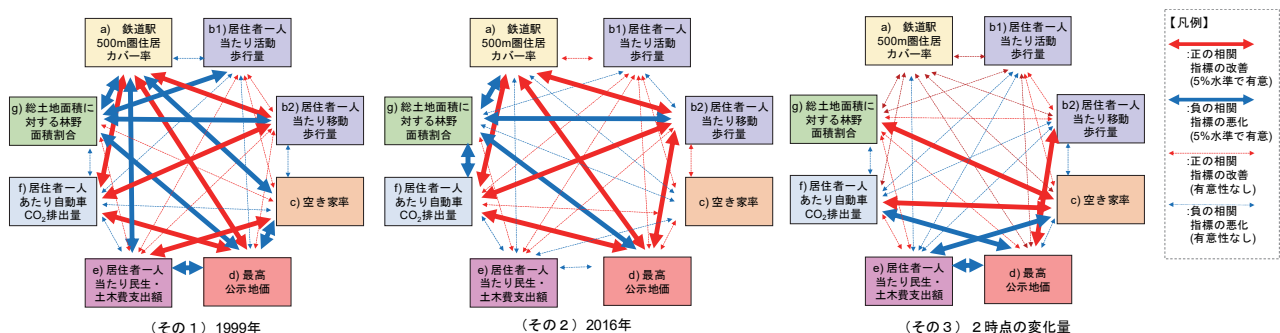 a) 鉄道駅
500m圏住居
カバー率
b1) 居住者一人
当たり活動
歩行量
g) 総土地面積に
対する林野
面積割合
b2) 居住者一人
当たり移動
歩行量
f) 居住者一人
あたり自動車
CO₂排出量
c) 空き家率
e) 居住者一人
当たり民生・
土木費支出額
d) 最高
公示地価
(その1) 1999年
a) 鉄道駅
500m圏住居
カバー率
b1) 居住者一人
当たり活動
歩行量
g) 総土地面積に
対する林野
面積割合
b2) 居住者一人
当たり移動
歩行量
f) 居住者一人
あたり自動車
CO₂排出量
c) 空き家率
e) 居住者一人
当たり民生・
土木費支出額
d) 最高
公示地価
(その2) 2016年
a) 鉄道駅
500m圏住居
カバー率
b1) 居住者一人
当たり活動
歩行量
g) 総土地面積に
対する林野
面積割合
b2) 居住者一人
当たり移動
歩行量
f) 居住者一人
あたり自動車
CO₂排出量
c) 空き家率
e) 居住者一人
当たり民生・
土木費支出額
d) 最高
公示地価
(その3) 2時点の変化量
【凡例】
:正の相関
指標の改善
(5%水準で有意)
:負の相関
指標の悪化
(5%水準で有意)
:正の相関
指標の改善
(有意性なし)
:負の相関
指標の悪化
(有意性なし)